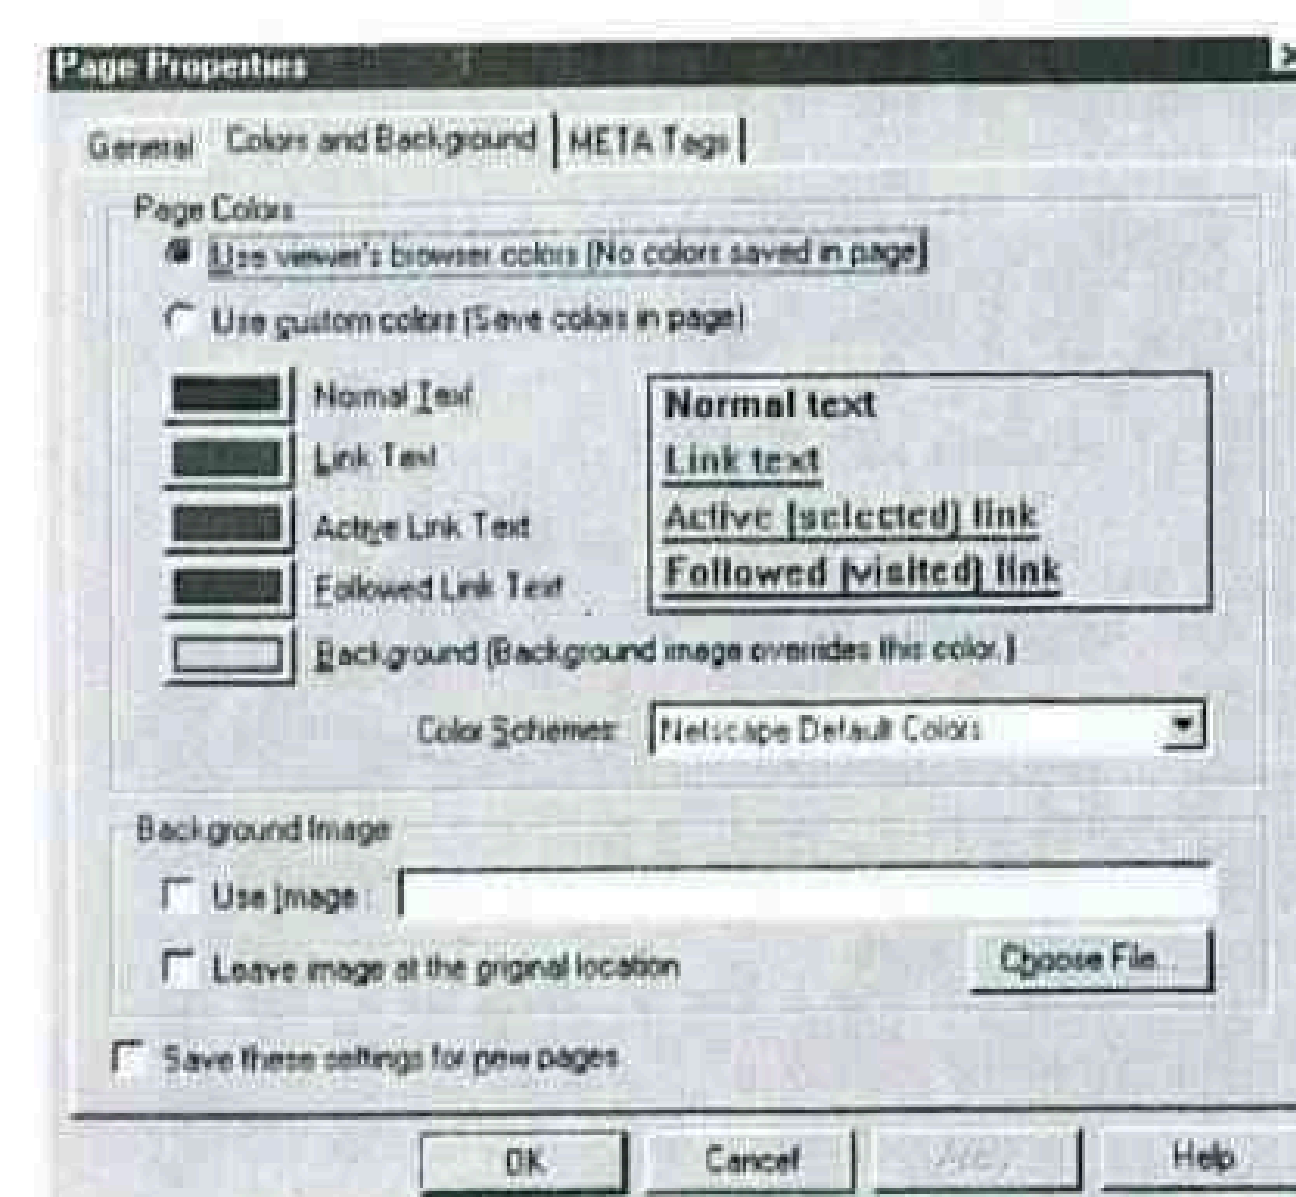 Page Properties
General Colors and Background META Tags
Page Colors
Use viewer's browser colors (No colors saved in page)
Use custom colors (Save colors in page)
Normal Text
Link Text
Active Link Text
Followed Link Text
Normal text
Link text
Active (selected) link
Followed (visited) link
Background (Background image overrides this color.)
Color Schemes: Netscape Default Colors
Background Image
Use Image :
Leave image at the original location
Choose File...
Save these settings for new pages
OK Cancel Help